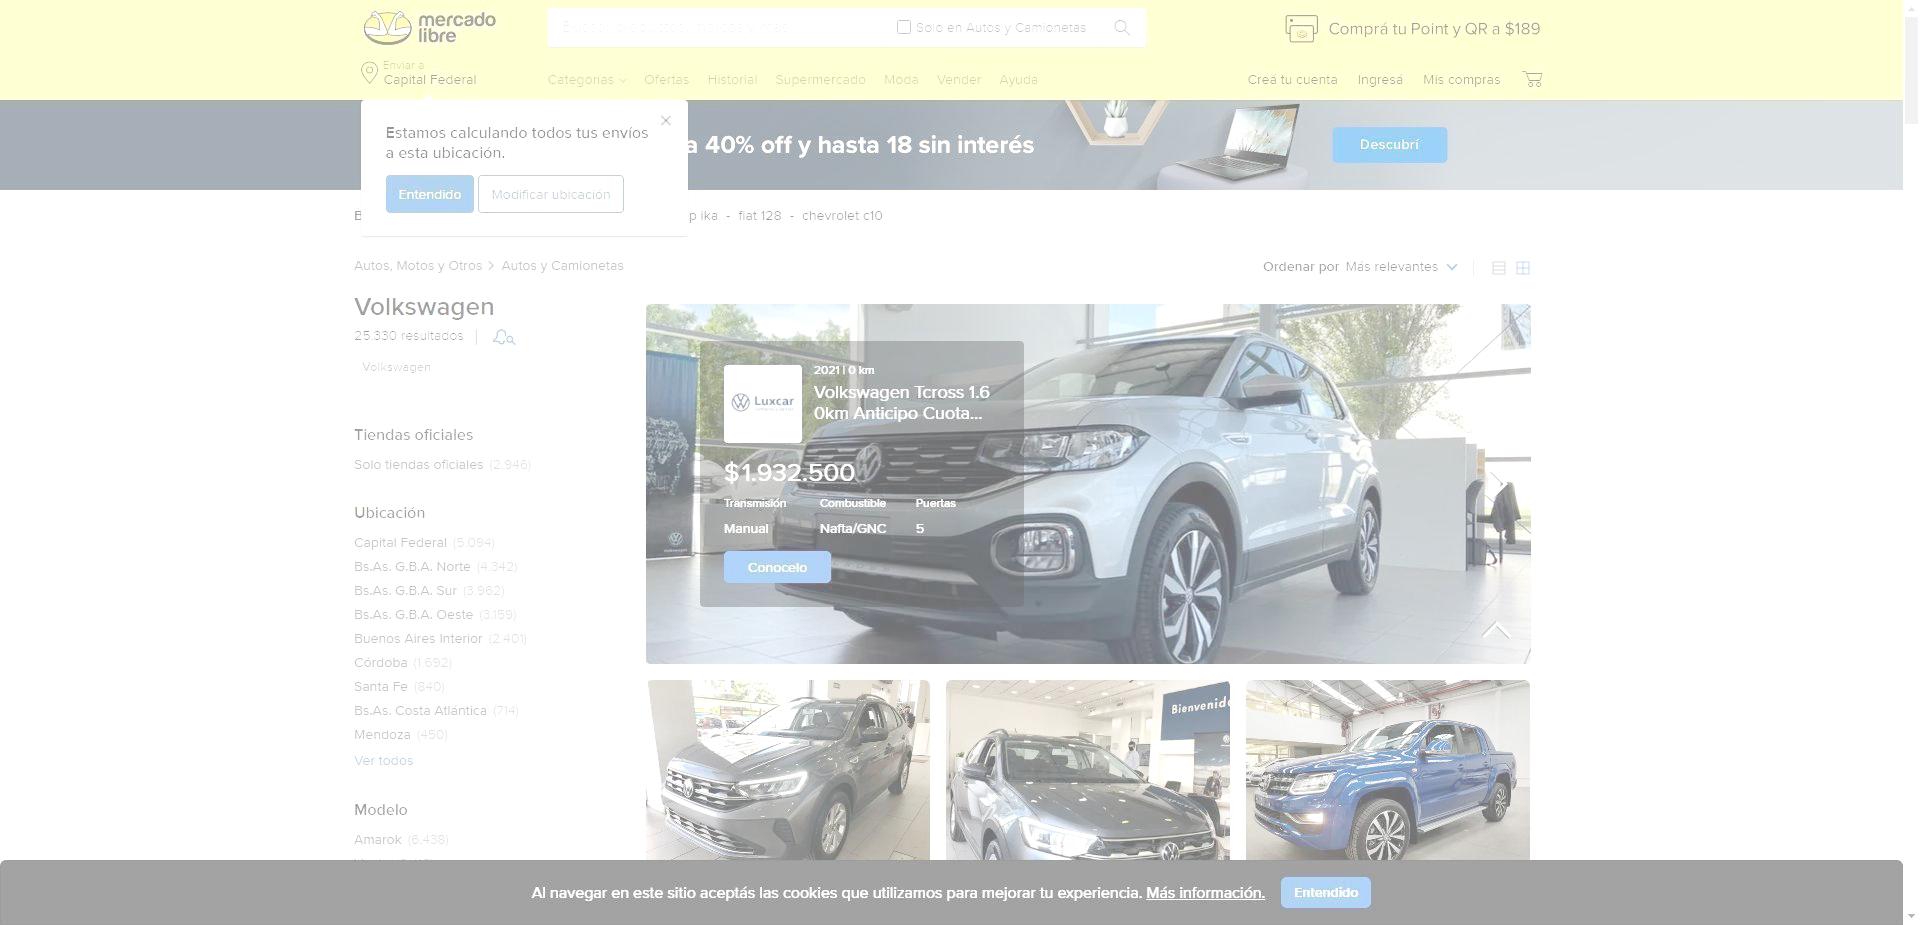 mercado
libre
Sólo en Autos y Camionetas
Comprá tu Point y QR a $189
Enviar a
Capital Federal
Categorías
Ofertas
Historial
Supermercado
Moda
Vender
Ayuda
Creá tu cuenta
Ingresá
Mis compras
Estamos calculando todos tus envíos
a esta ubicación.
Entendido
Modificar ubicación
a 40% off y hasta 18 sin interés
Descubrí
B
p ika - fiat 128 - chevrolet c10
Autos, Motos y Otros > Autos y Camionetas
Ordenar por Más relevantes
Volkswagen
25.330 resultados
Volkswagen
Tiendas oficiales
Solo tiendas oficiales (2.946)
Ubicación
Capital Federal (5.094)
Bs.As. G.B.A. Norte (4.342)
Bs.As. G.B.A. Sur (3.962)
Bs.As. G.B.A. Oeste (3.159)
Buenos Aires Interior (2.401)
Córdoba (1.692)
Santa Fe (840)
Bs.As. Costa Atlántica (714)
Mendoza (450)
Ver todos
Modelo
Amarok (6.438)
Luxcar
2021 | 0 km
Volkswagen Tcross 1.6
0km Anticipo Cuota...
$1.932.500
Transmisión Combustible Puertas
Manual Nafta/GNC 5
Conocelo
Bienvenido
Al navegar en este sitio aceptás las cookies que utilizamos para mejorar tu experiencia. Más información.
Entendido